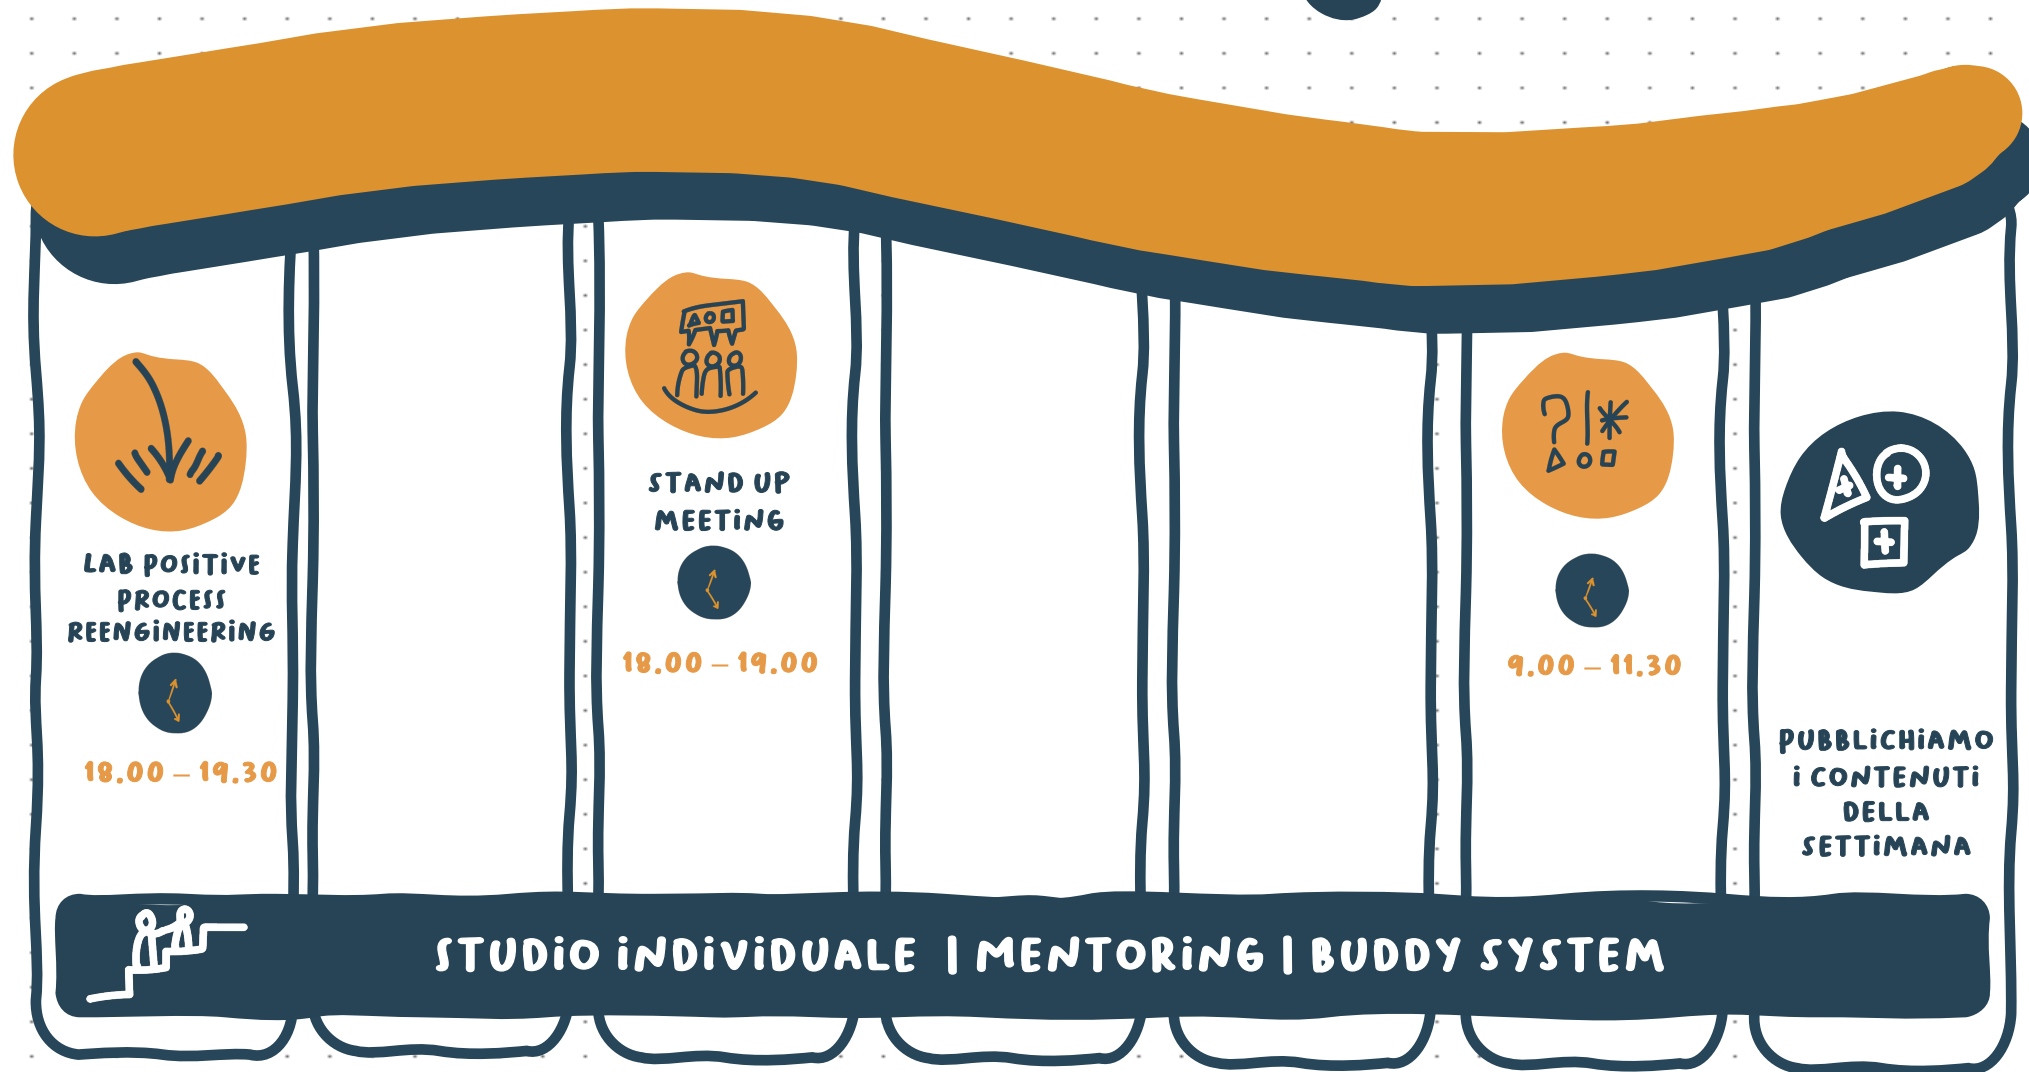 LAB POSITIVE
PROCESS
REENGINEERING
18.00 – 19.30
STAND UP
MEETING
18.00 – 19.00
?!*
9.00 – 11.30
PUBBLICHIAMO
I CONTENUTI
DELLA
SETTIMANA
STUDIO INDIVIDUALE | MENTORING | BUDDY SYSTEM